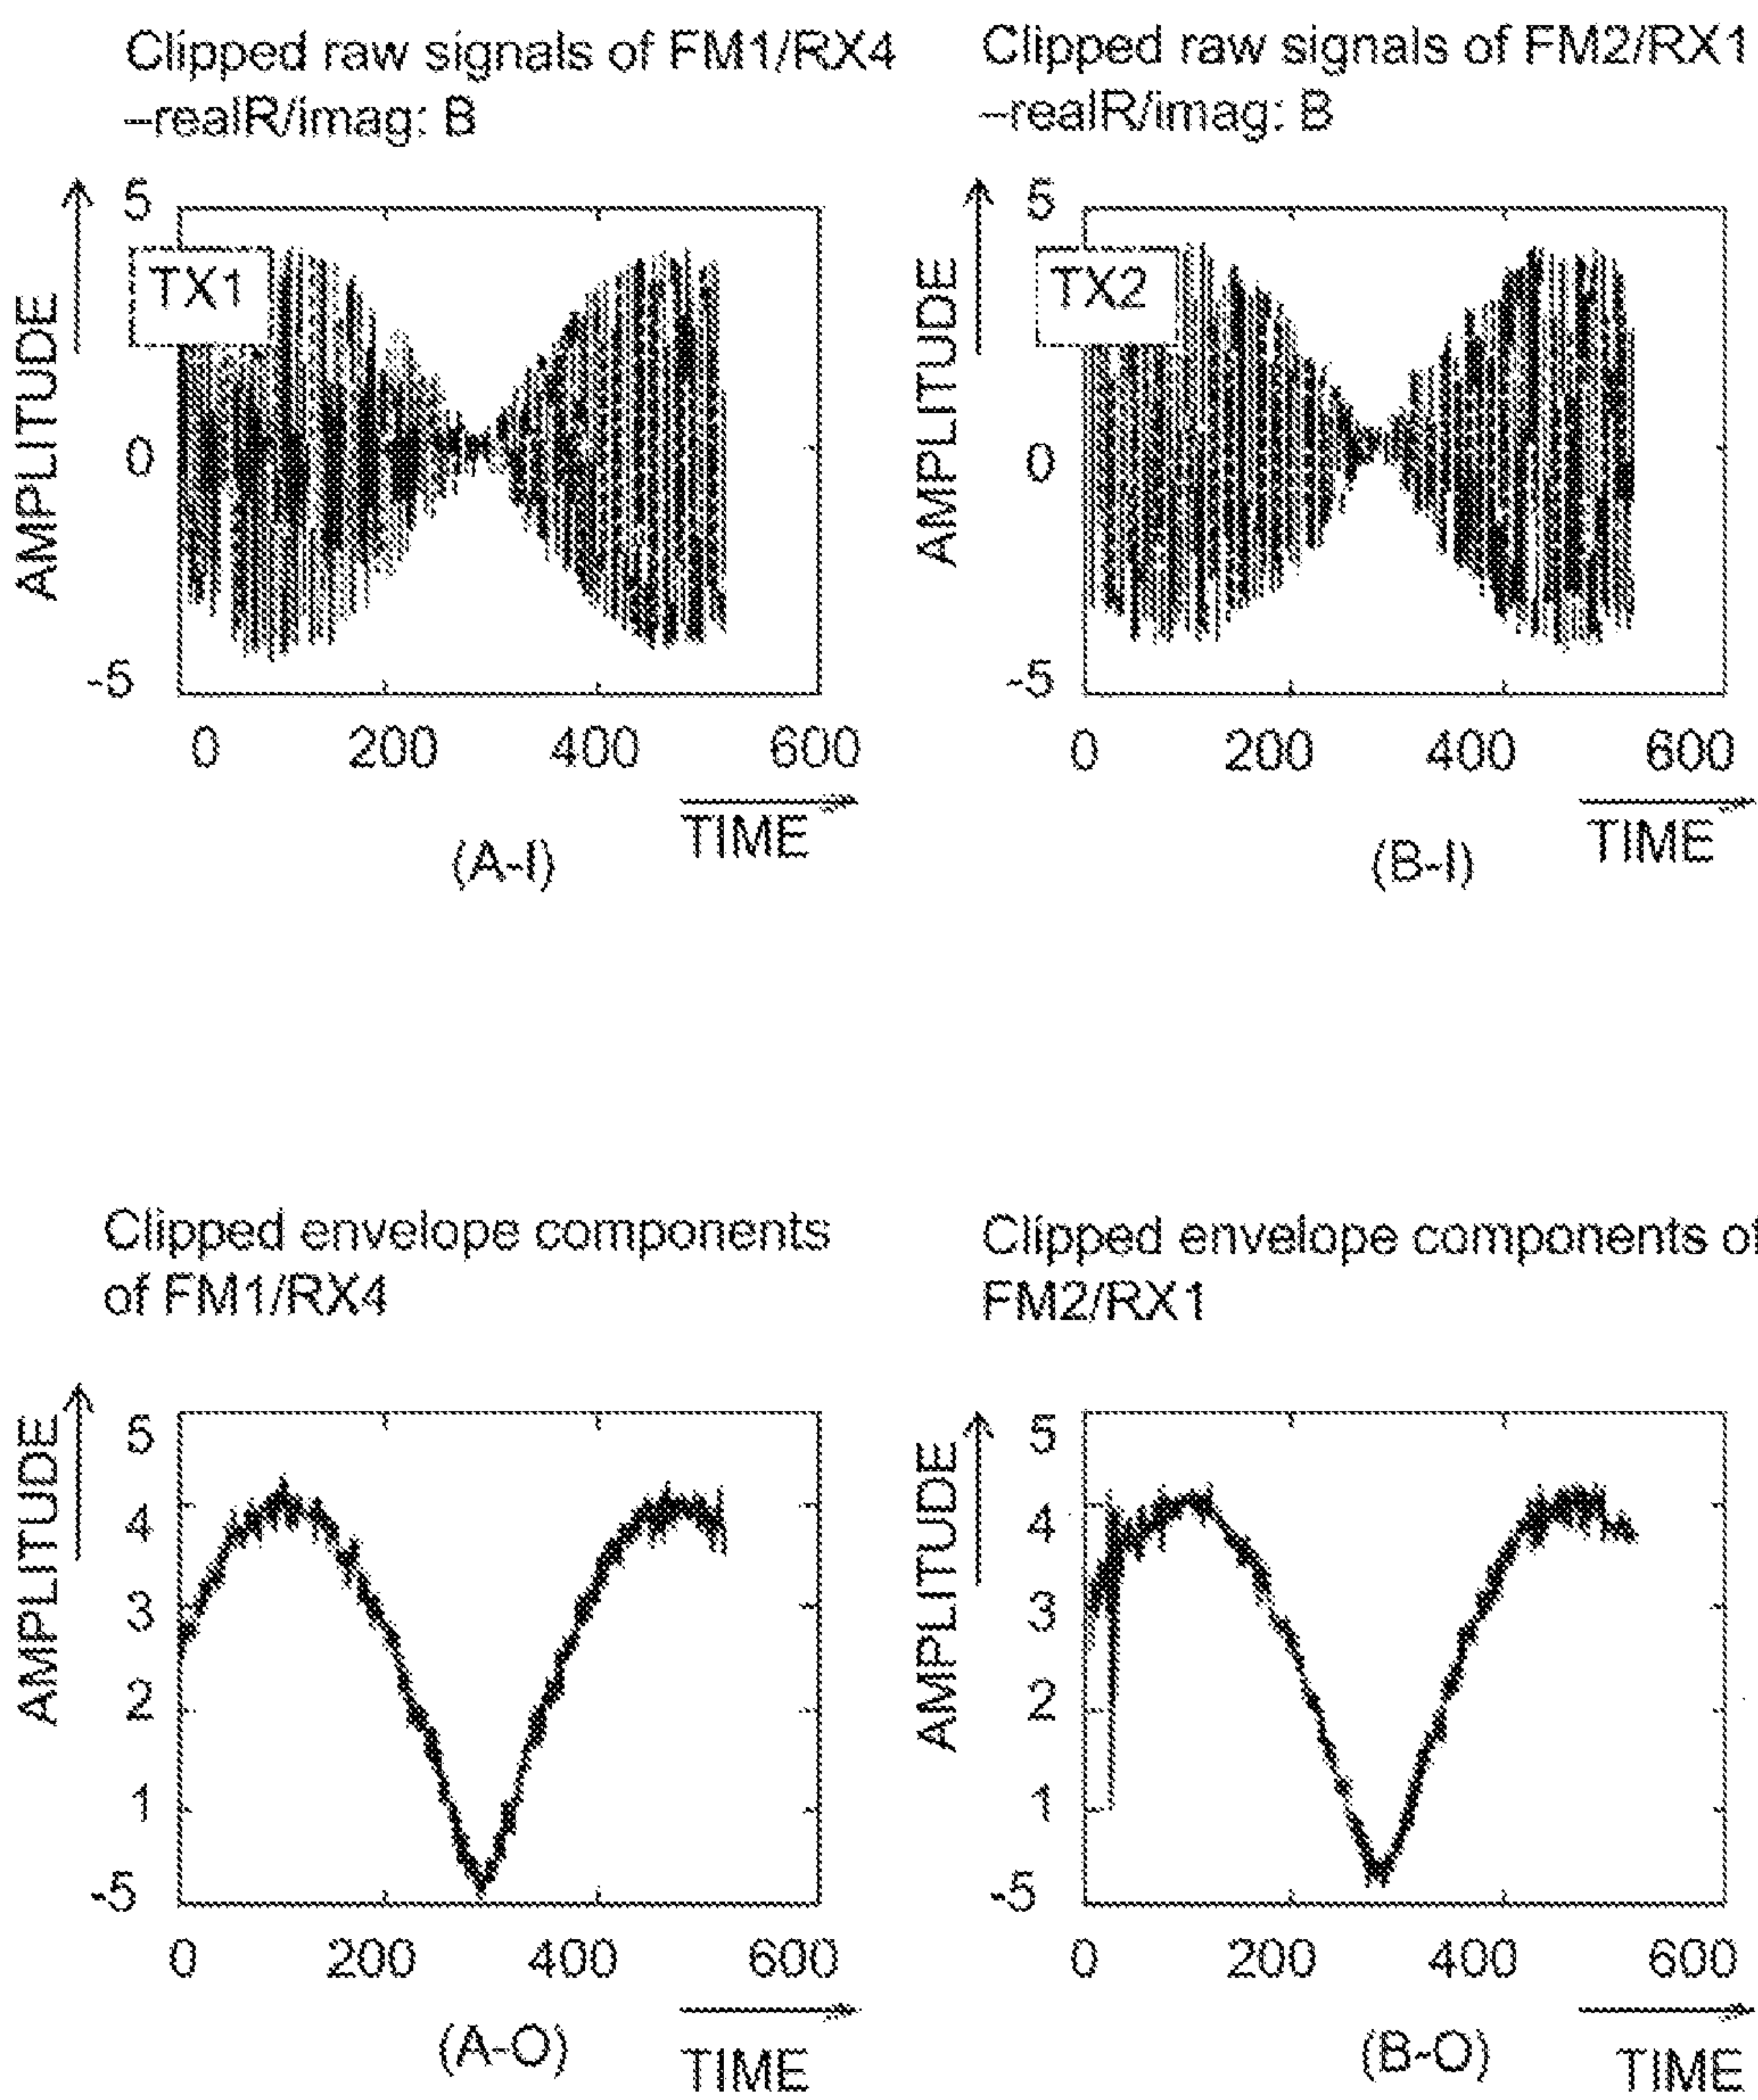 Clipped raw signals of FM1/RX4
–realR/imag: B
Clipped raw signals of FM2/RX1
–realR/imag: B
AMPLITUDE
5
0
-5
TX1
0 200 400 600
TIME
(A-I)
AMPLITUDE
5
0
-5
TX2
0 200 400 600
TIME
(B-I)
Clipped envelope components
of FM1/RX4
Clipped envelope components of
FM2/RX1
AMPLITUDE
5
4
3
2
1
-5
0 200 400 600
TIME
(A-O)
AMPLITUDE
5
4
3
2
1
-5
0 200 400 600
TIME
(B-O)